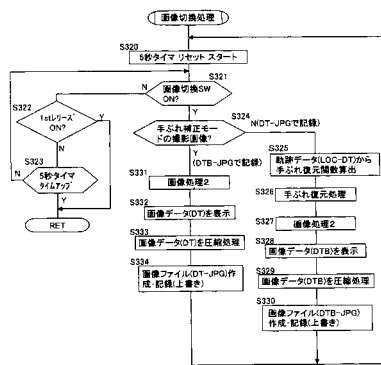 画像切換処理
S320
5秒タイマ リセット スタート
S321
画像切換SW
ON?
N
Y
S322
1stレリーズ
ON?
Y
N
S323
5秒タイマ
タイムアップ
N
Y
RET
S324
手ぶれ補正モー
ドの撮影画像?
N(DT-JPGで記録)
Y
(DTB-JPGで記録)
S331
画像処理2
S332
画像データ(DT)を表示
S333
画像データ(DT)を圧縮処理
S334
画像ファイル(DT-JPG)作
成・記録(上書き)
S325
軌跡データ(LOC-DT)から
手ぶれ復元関数算出
S326
手ぶれ復元処理
S327
画像処理2
S328
画像データ(DTB)を表示
S329
画像データ(DTB)を圧縮処理
S330
画像ファイル(DTB-JPG)
作成・記録(上書き)